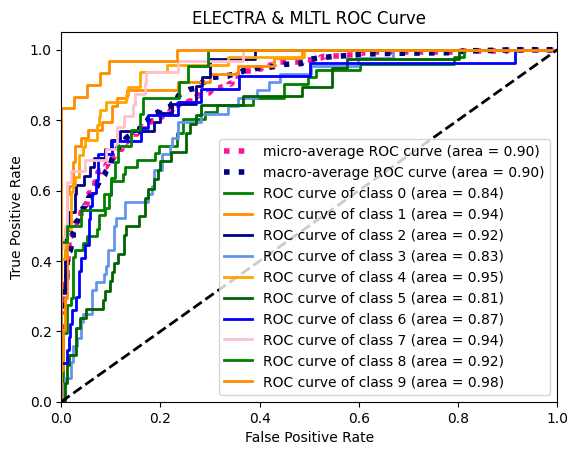 ELECTRA & MLTL ROC Curve
True Positive Rate
1.0
0.8
0.6
0.4
0.2
0.0
micro-average ROC curve (area = 0.90)
macro-average ROC curve (area = 0.90)
ROC curve of class 0 (area = 0.84)
ROC curve of class 1 (area = 0.94)
ROC curve of class 2 (area = 0.92)
ROC curve of class 3 (area = 0.83)
ROC curve of class 4 (area = 0.95)
ROC curve of class 5 (area = 0.81)
ROC curve of class 6 (area = 0.87)
ROC curve of class 7 (area = 0.94)
ROC curve of class 8 (area = 0.92)
ROC curve of class 9 (area = 0.98)
0.0 0.2 0.4 0.6 0.8 1.0
False Positive Rate